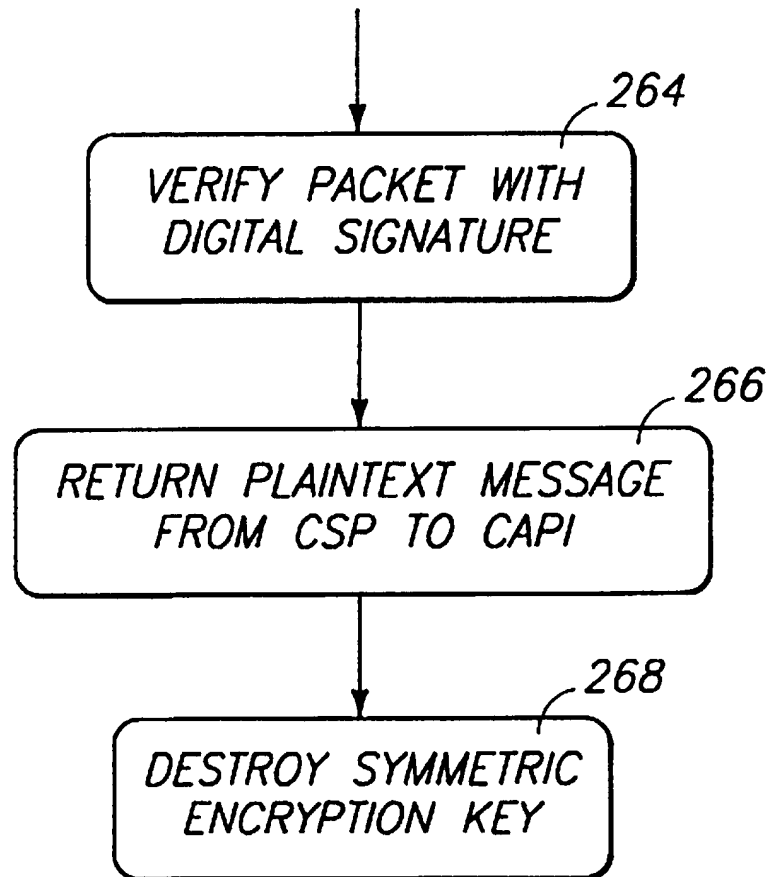 264
VERIFY PACKET WITH
DIGITAL SIGNATURE
266
RETURN PLAINTEXT MESSAGE
FROM CSP TO CAPI
268
DESTROY SYMMETRIC
ENCRYPTION KEY